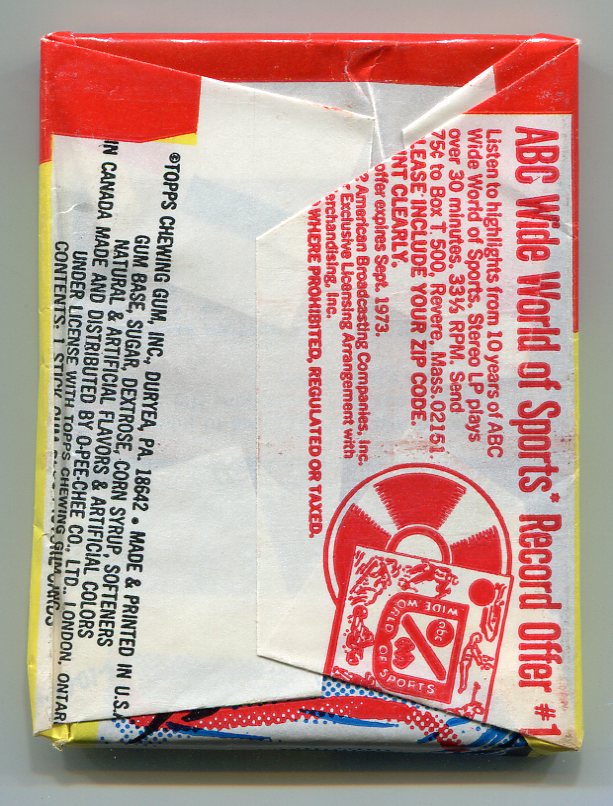 ABC Wide World of Sports* Record Offer #1
Listen to highlights from 10 years of ABC
Wide World of Sports. Stereo LP plays
over 30 minutes. 33⅓ RPM. Send
75¢ to Box T 500, Revere, Mass. 02151.
LEASE INCLUDE YOUR ZIP CODE.
INT CLEARLY.
offer expires Sept. 1973.
American Broadcasting Companies, Inc.
Exclusive Licensing Arrangement with
erchandising, Inc.
WHERE PROHIBITED, REGULATED OR TAXED.
abc
WIDE WORLD OF SPORTS
©TOPPS CHEWING GUM, INC., DURYEA, PA. 18642 • MADE & PRINTED IN U.S.A
GUM BASE, SUGAR, DEXTROSE, CORN SYRUP, SOFTENERS
NATURAL & ARTIFICIAL FLAVORS & ARTIFICIAL COLORS
IN CANADA MADE AND DISTRIBUTED BY O-PEE-CHEE CO., LTD., LONDON, ONTAR
UNDER LICENSE WITH TOPPS CHEWING GUM
CONTENTS: 1 STICK GUM